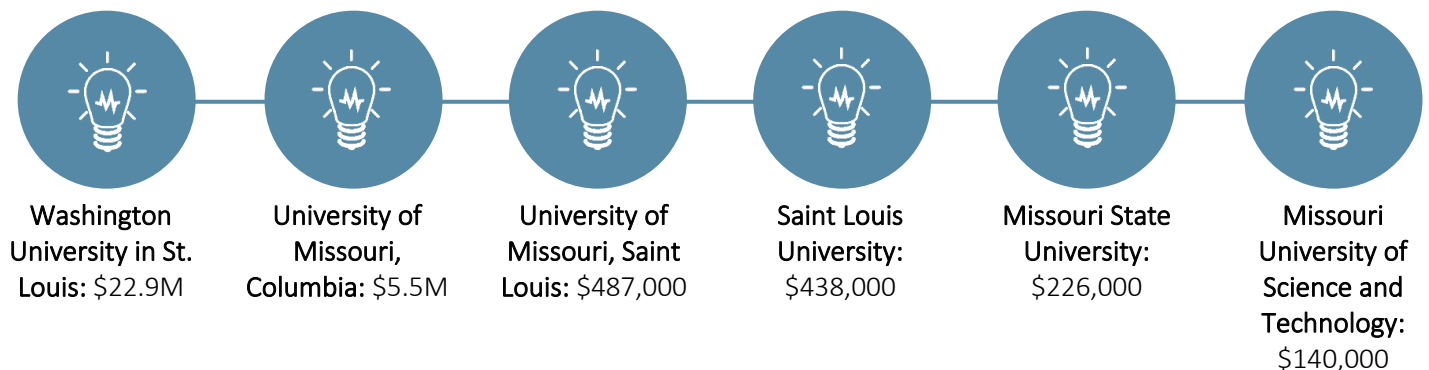 Washington
University in St.
Louis: $22.9M
University of
Missouri,
Columbia: $5.5M
University of
Missouri, Saint
Louis: $487,000
Saint Louis
University:
$438,000
Missouri State
University:
$226,000
Missouri
University of
Science and
Technology:
$140,000